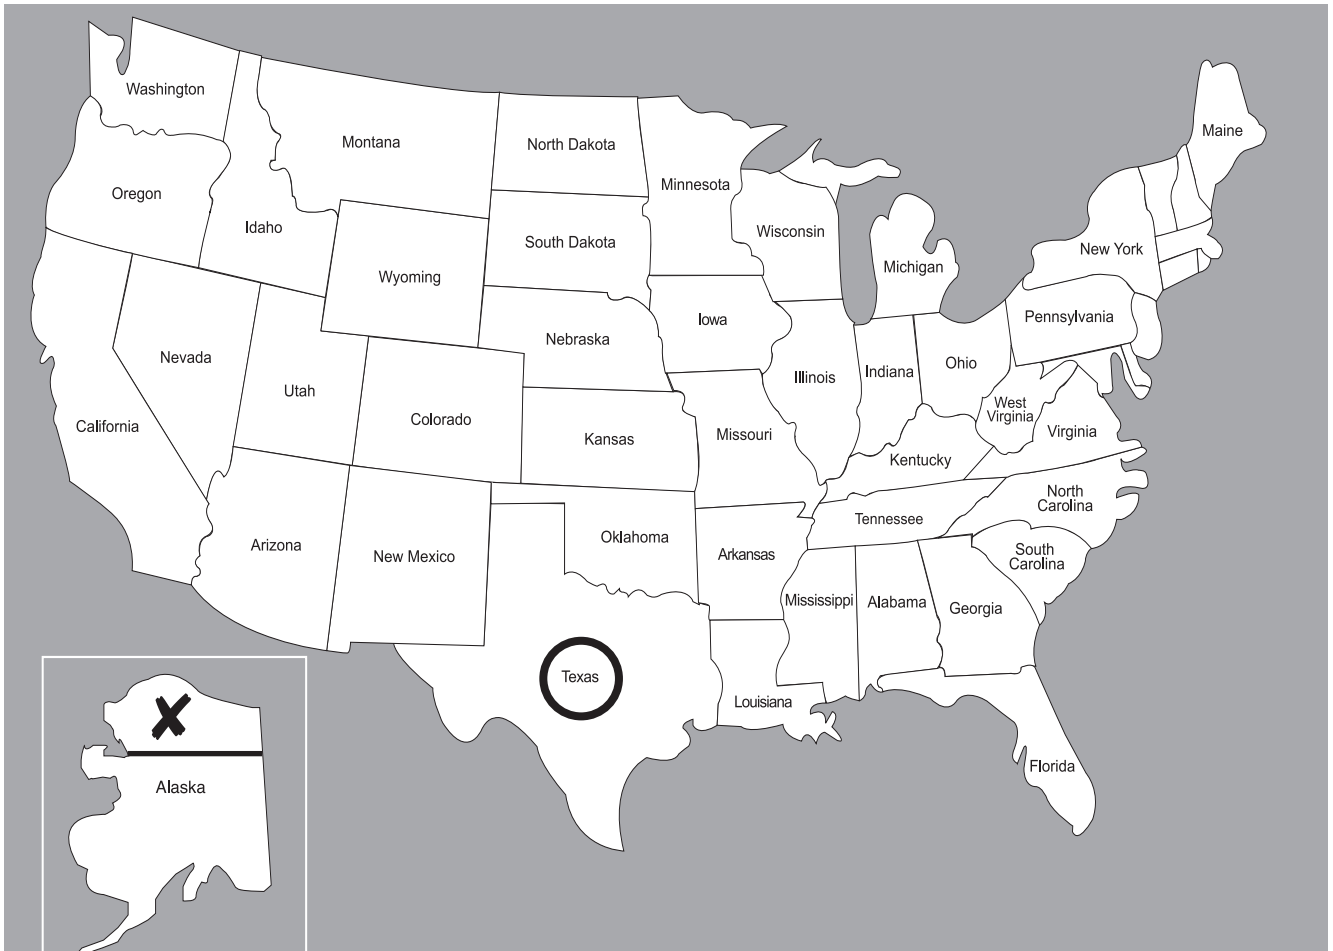 Washington
Maine
Montana
North Dakota
Minnesota
Oregon
Idaho
Wisconsin
South Dakota
New York
Michigan
Wyoming
Pennsylvania
Iowa
Nebraska
Nevada
Ohio
Indiana
Illinois
Utah
West
Virginia
Colorado
California
Virginia
Missouri
Kansas
Kentucky
North
Carolina
Tennessee
Oklahoma
Arizona
South
Carolina
Arkansas
New Mexico
Mississippi
Alabama
Georgia
Texas
Louisiana
Florida
X
Alaska